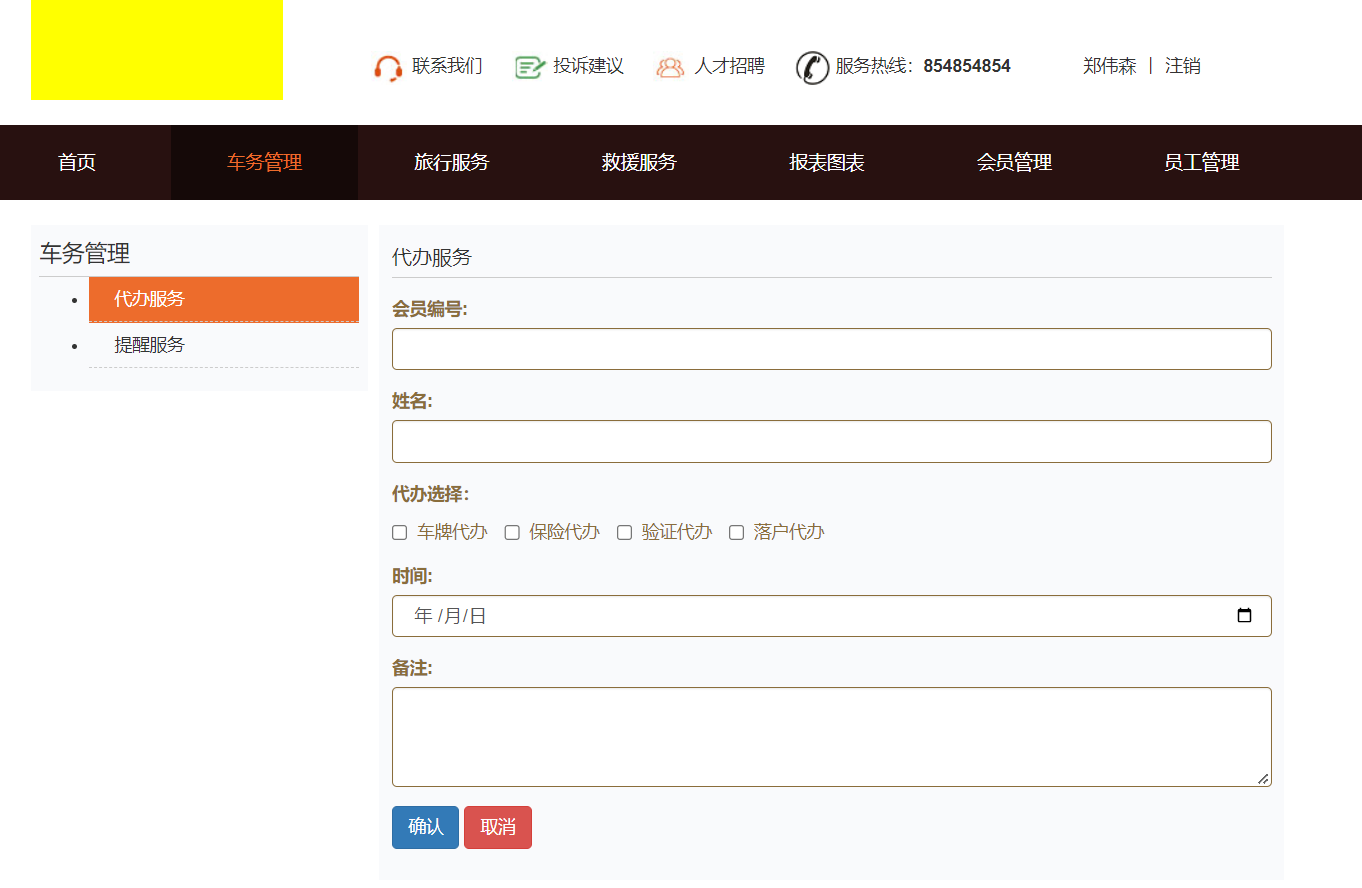 联系我们 投诉建议 人才招聘 服务热线：854854854 郑伟森 | 注销
首页 车务管理 旅行服务 救援服务 报表图表 会员管理 员工管理
车务管理
代办服务
提醒服务
代办服务
会员编号:
姓名:
代办选择:
车牌代办 保险代办 验证代办 落户代办
时间:
年 /月/日
备注:
确认 取消